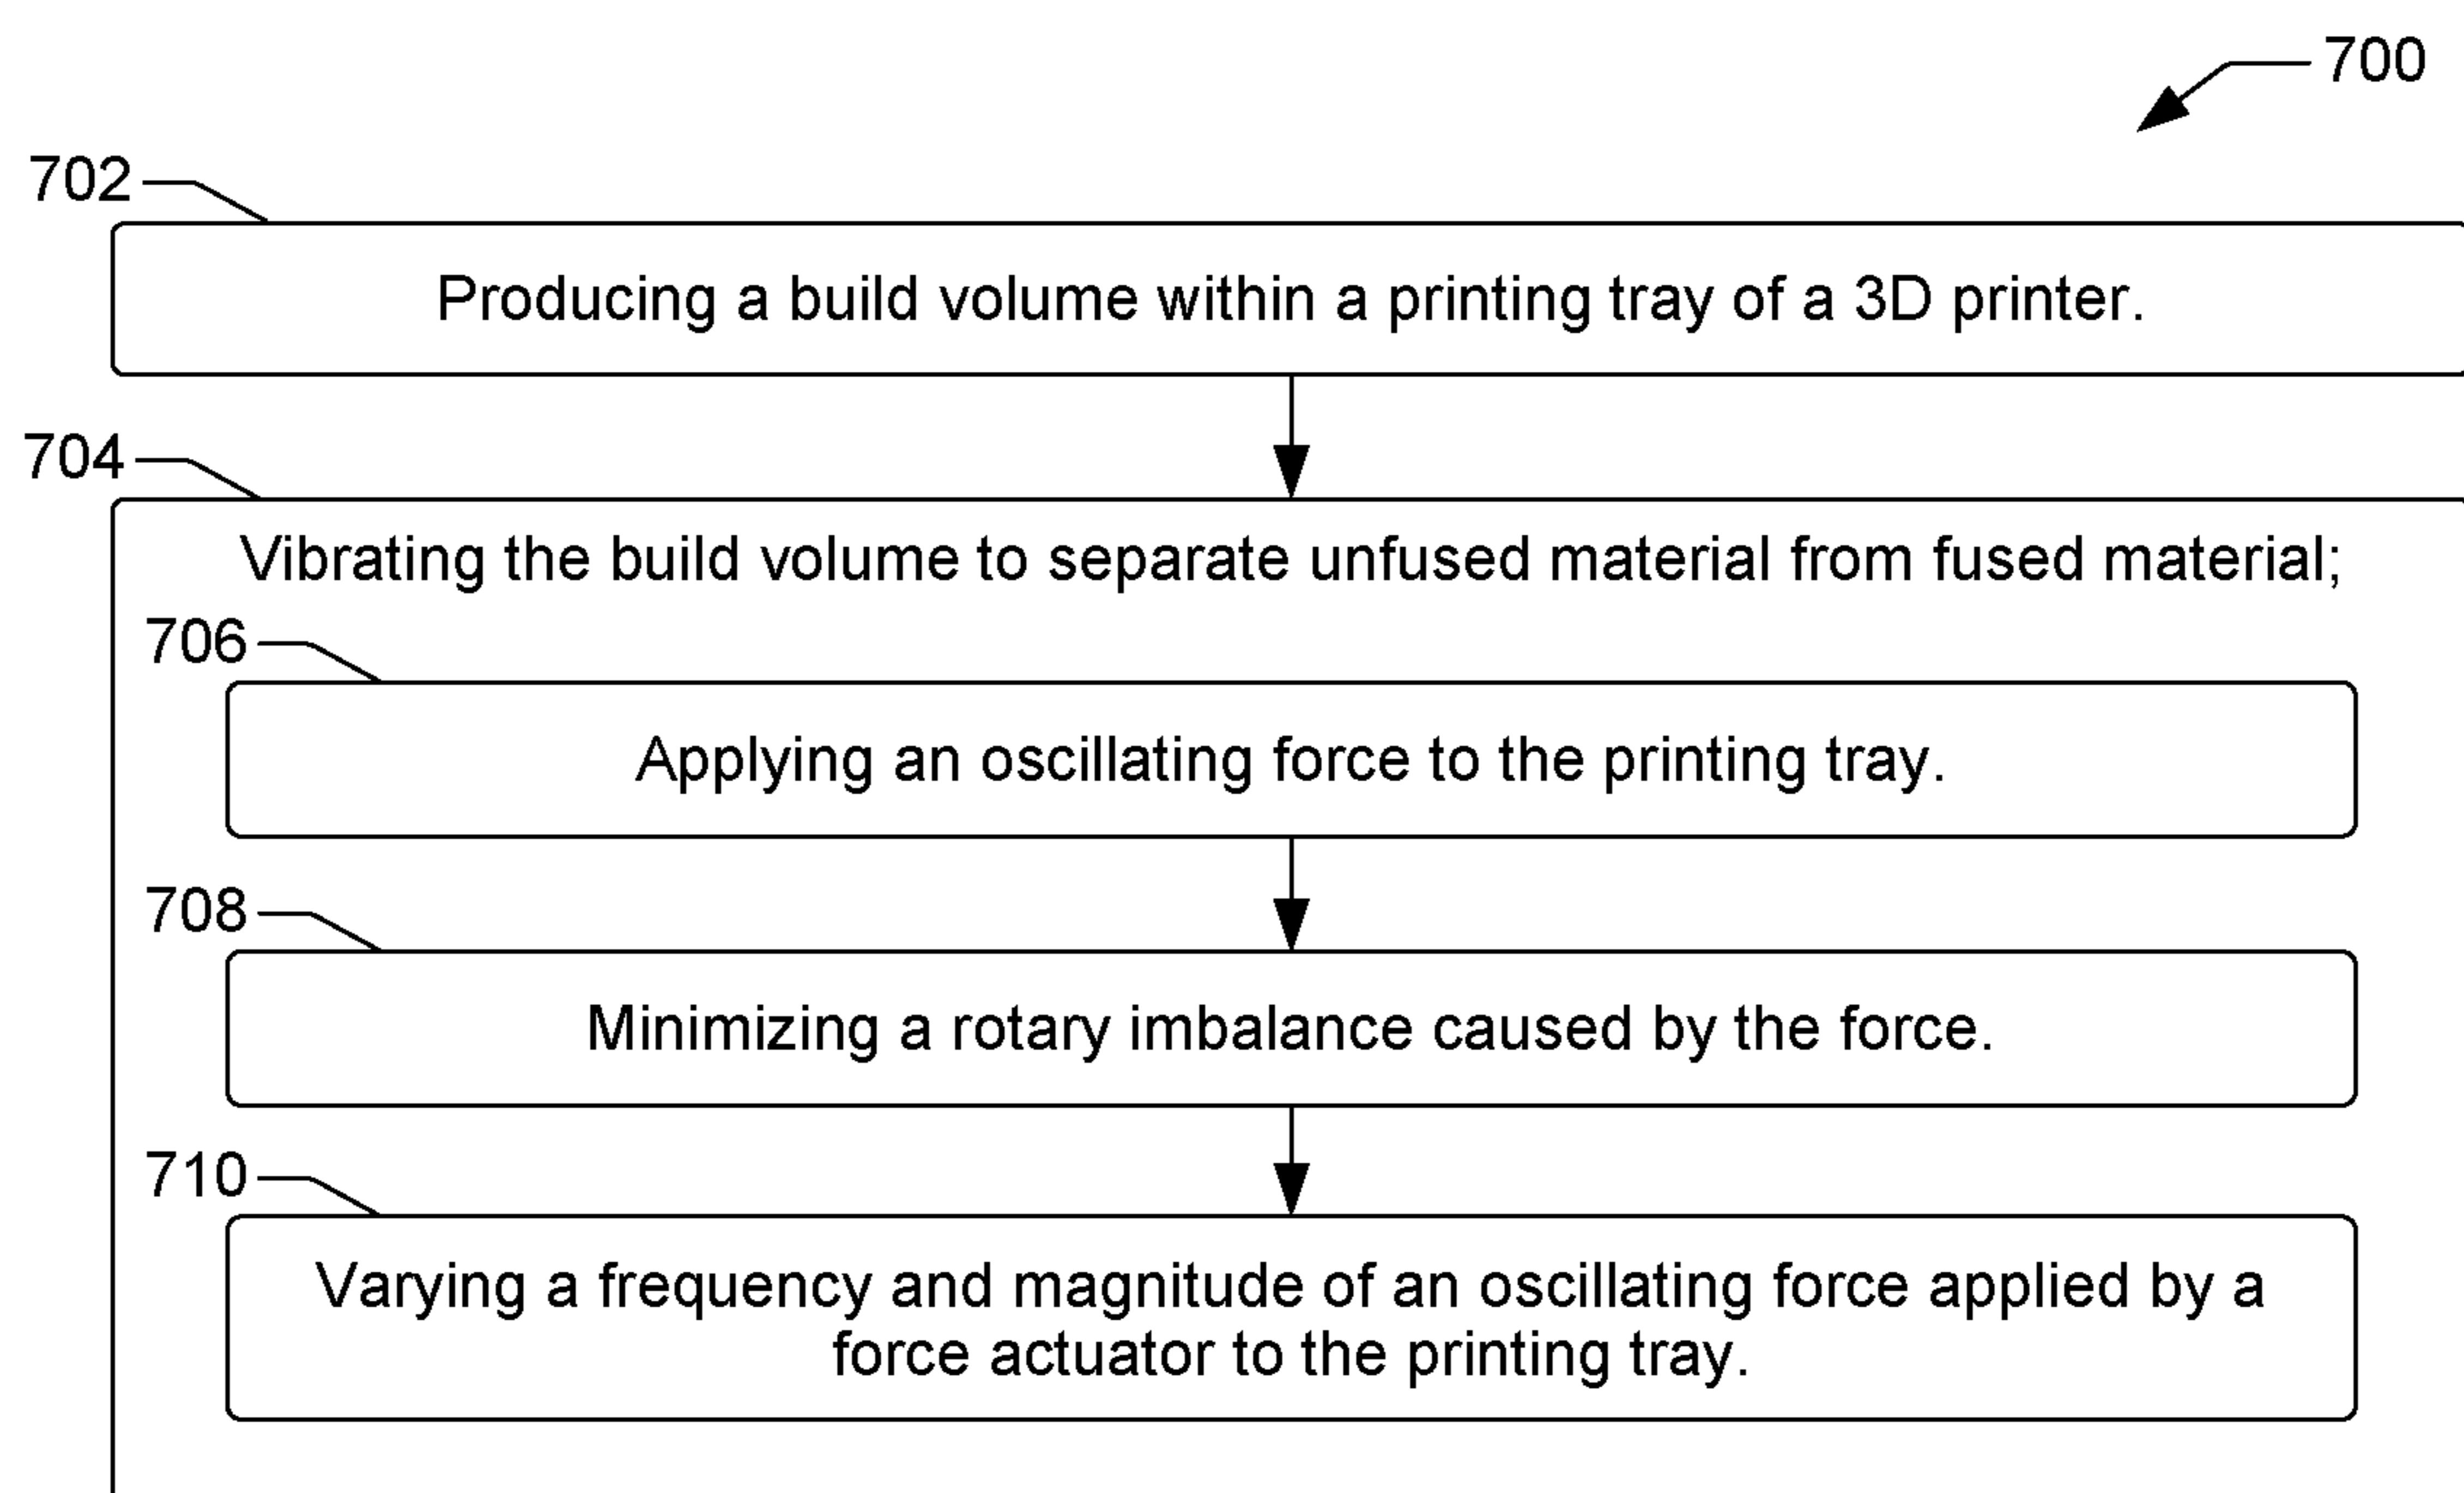 700
702
Producing a build volume within a printing tray of a 3D printer.
704
Vibrating the build volume to separate unfused material from fused material;
706
Applying an oscillating force to the printing tray.
708
Minimizing a rotary imbalance caused by the force.
710
Varying a frequency and magnitude of an oscillating force applied by a
force actuator to the printing tray.